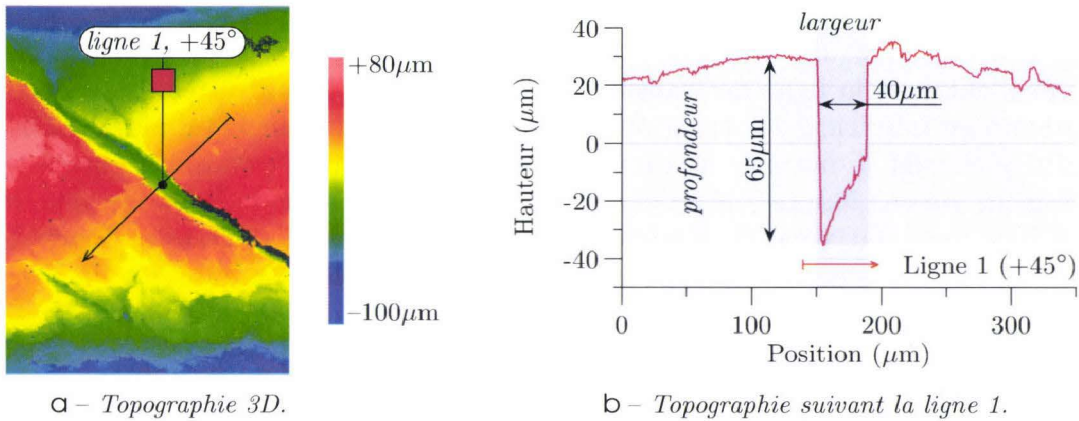 ligne 1, +45°
+80µm
–100µm
a – Topographie 3D.
largeur
40
20
0
-20
-40
Hauteur (µm)
profondeur
65µm
40µm
Ligne 1 (+45°)
0
100
200
300
Position (µm)
b – Topographie suivant la ligne 1.